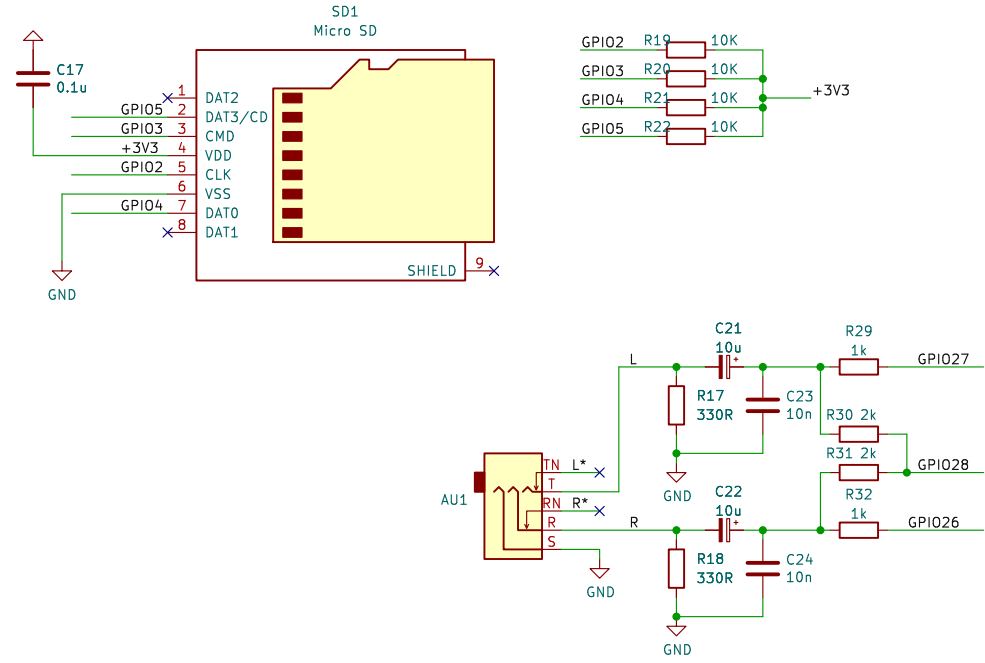 SD1
Micro SD
C17
0.1u
1
DAT2
GPIO5
2
DAT3/CD
GPIO3
3
CMD
+3V3
4
VDD
GPIO2
5
CLK
6
VSS
GPIO4
7
DAT0
8
DAT1
SHIELD
9
GND
GPIO2
R19
10K
GPIO3
R20
10K
GPIO4
R21
10K
GPIO5
R22
10K
+3V3
C21
10u
R29
1k
L
GPIO27
R17
330R
C23
10n
R30 2k
R31 2k
GPIO28
GND
AU1
TN
L*
T
RN
R*
R
S
GND
C22
10u
R32
1k
R
GPIO26
R18
330R
C24
10n
GND